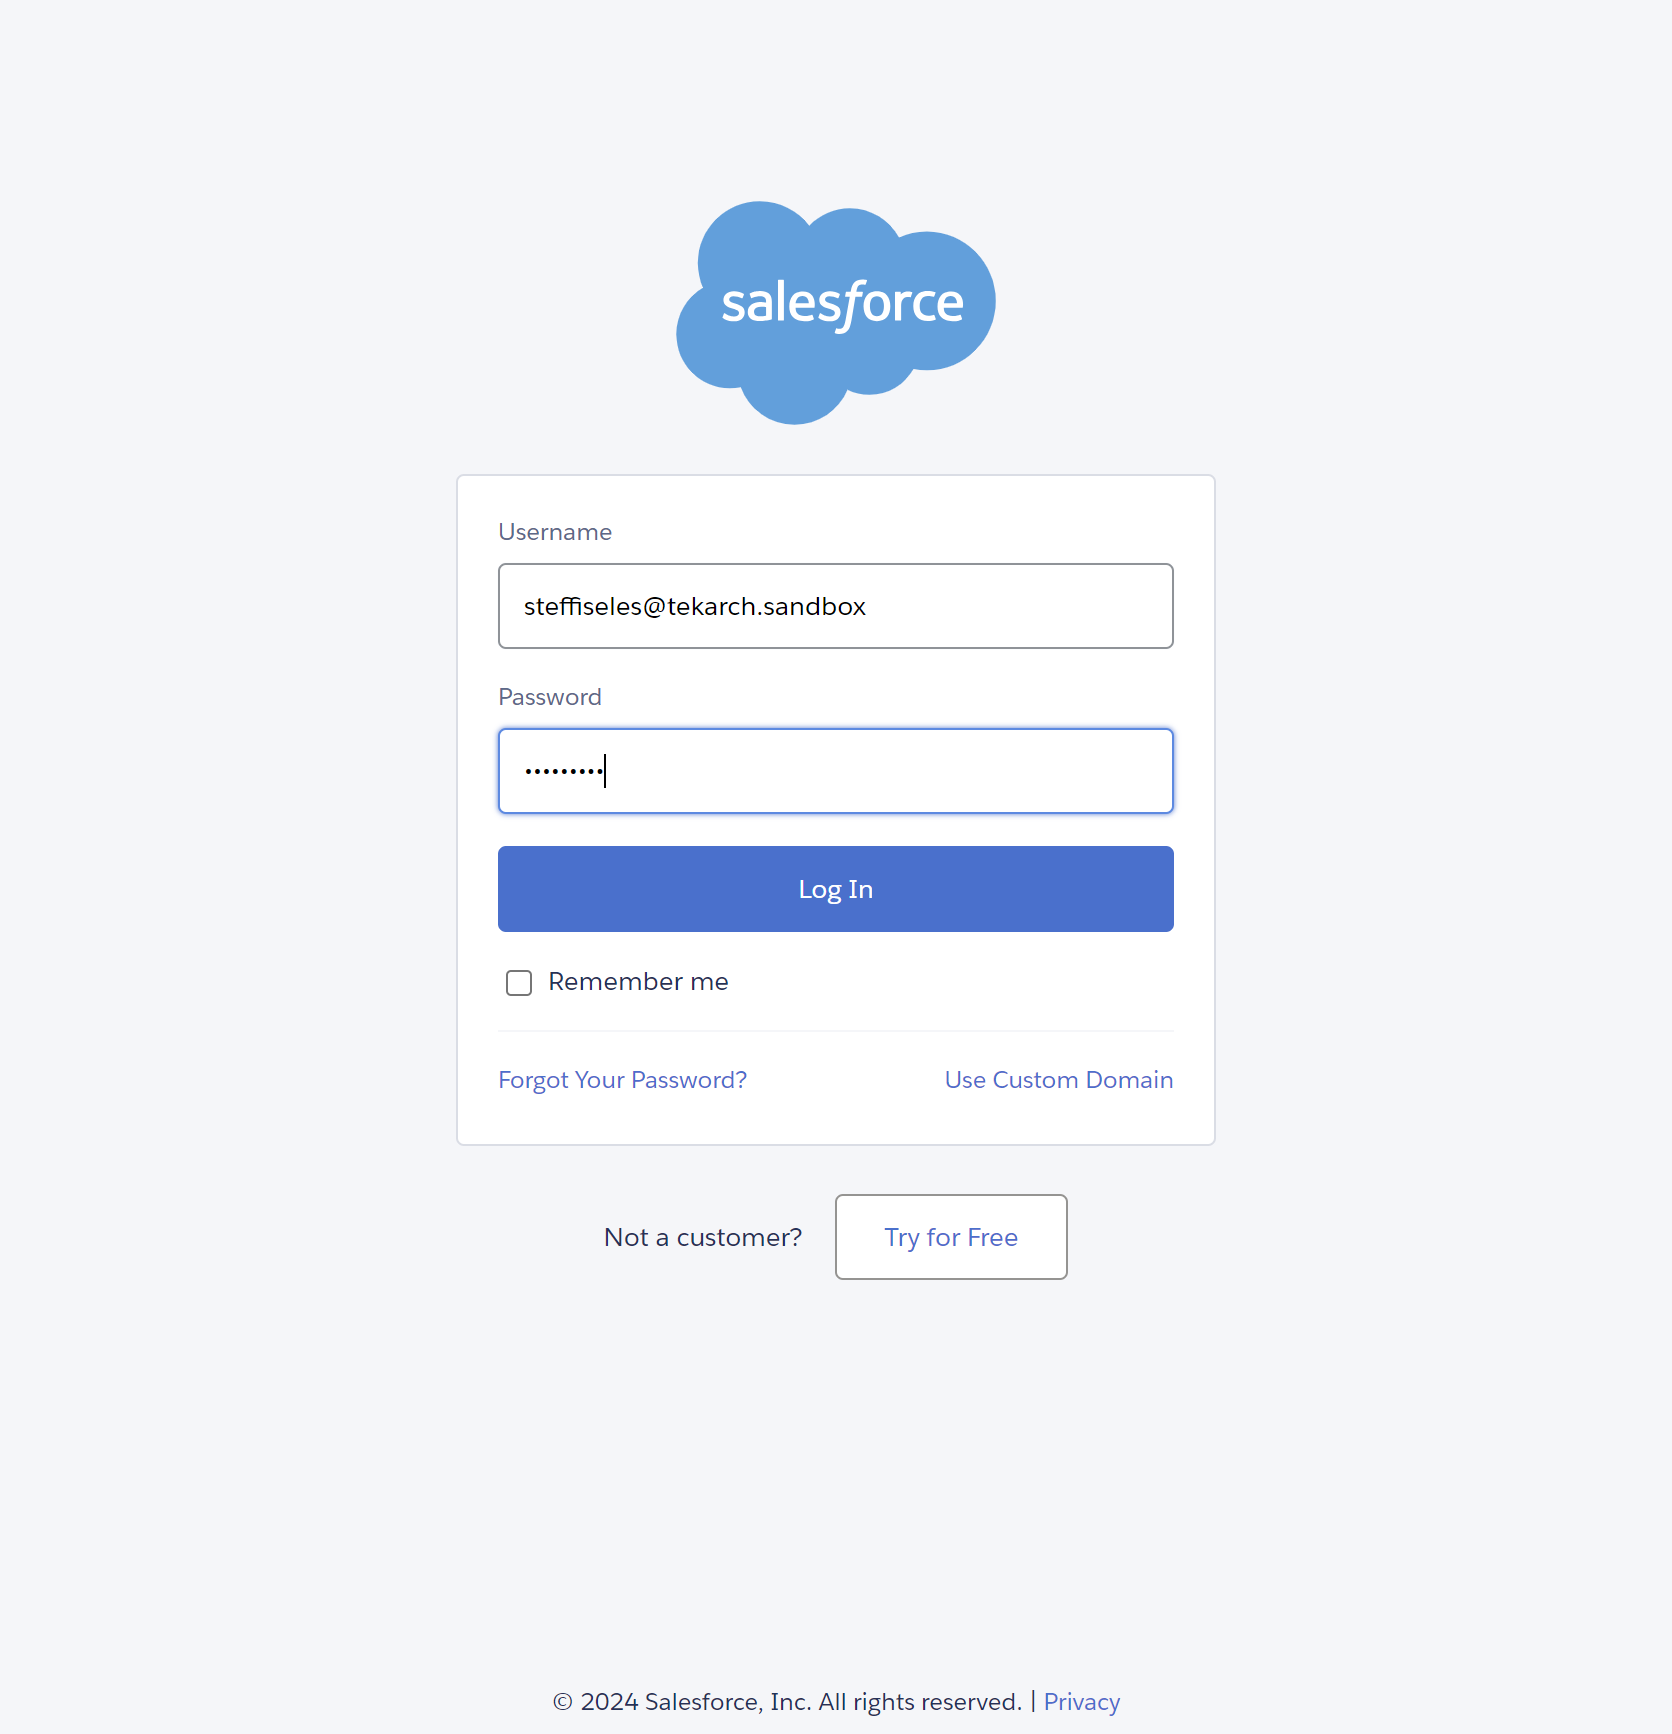 salesforce
Username
steffiseles@tekarch.sandbox
Password
•••••••••
Log In
Remember me
Forgot Your Password? Use Custom Domain
Not a customer? Try for Free
© 2024 Salesforce, Inc. All rights reserved. | Privacy